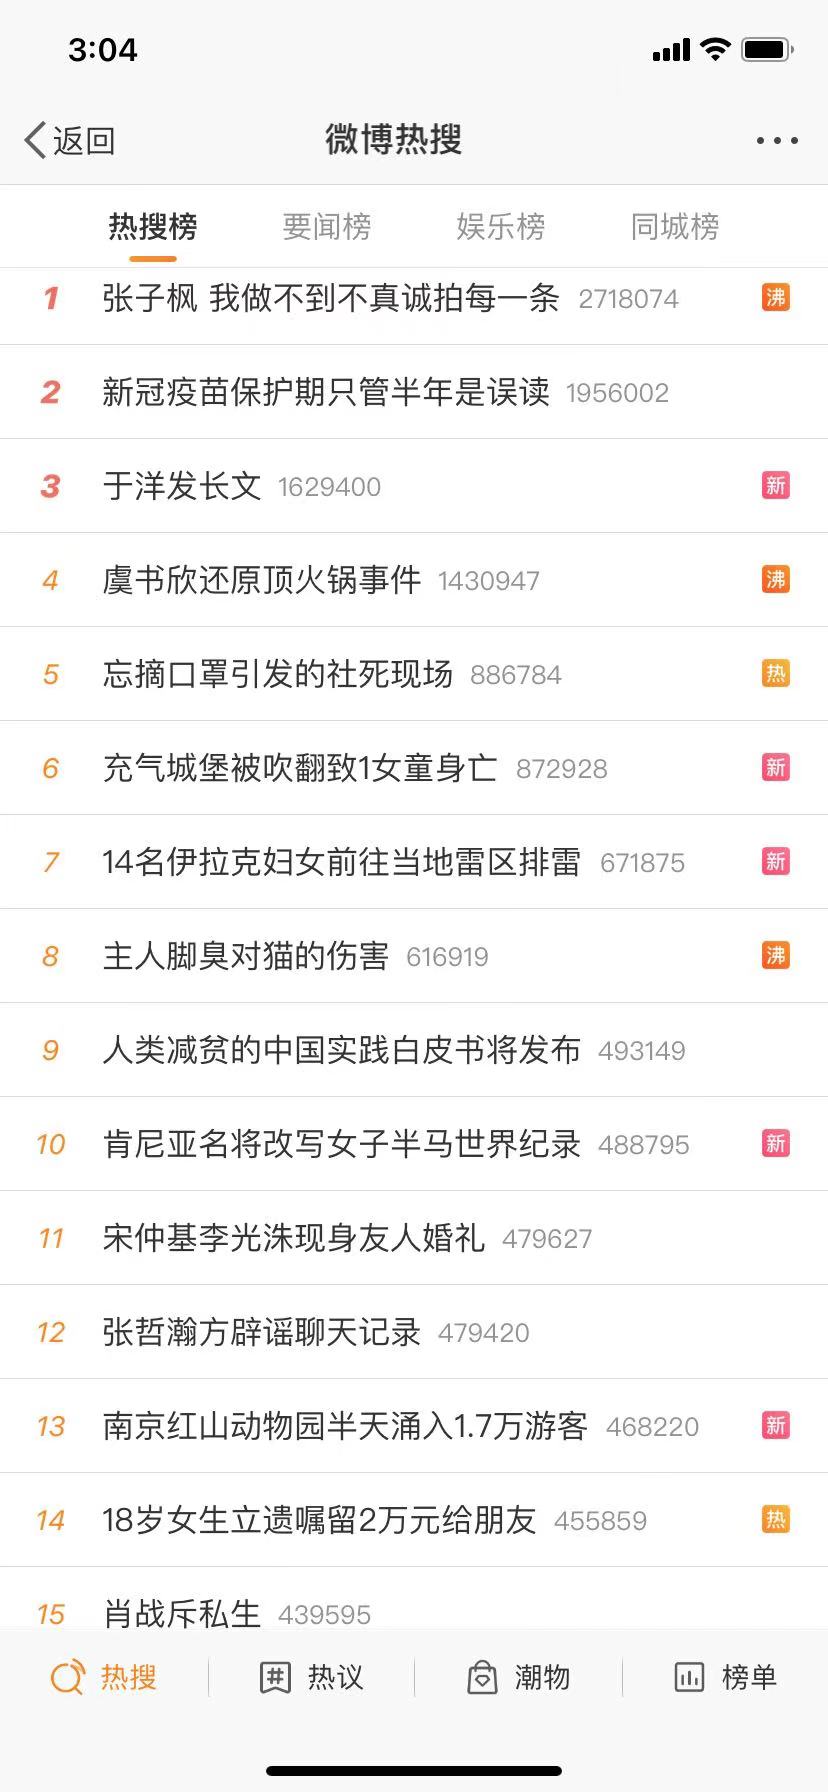 3:04
返回 微博热搜
热搜榜 要闻榜 娱乐榜 同城榜
1 张子枫 我做不到不真诚拍每一条 2718074 沸
2 新冠疫苗保护期只管半年是误读 1956002
3 于洋发长文 1629400 新
4 虞书欣还原顶火锅事件 1430947 沸
5 忘摘口罩引发的社死现场 886784 热
6 充气城堡被吹翻致1女童身亡 872928 新
7 14名伊拉克妇女前往当地雷区排雷 671875 新
8 主人脚臭对猫的伤害 616919 沸
9 人类减贫的中国实践白皮书将发布 493149
10 肯尼亚名将改写女子半马世界纪录 488795 新
11 宋仲基李光洙现身友人婚礼 479627
12 张哲瀚方辟谣聊天记录 479420
13 南京红山动物园半天涌入1.7万游客 468220 新
14 18岁女生立遗嘱留2万元给朋友 455859 热
15 肖战斥私生 439595
热搜 热议 潮物 榜单